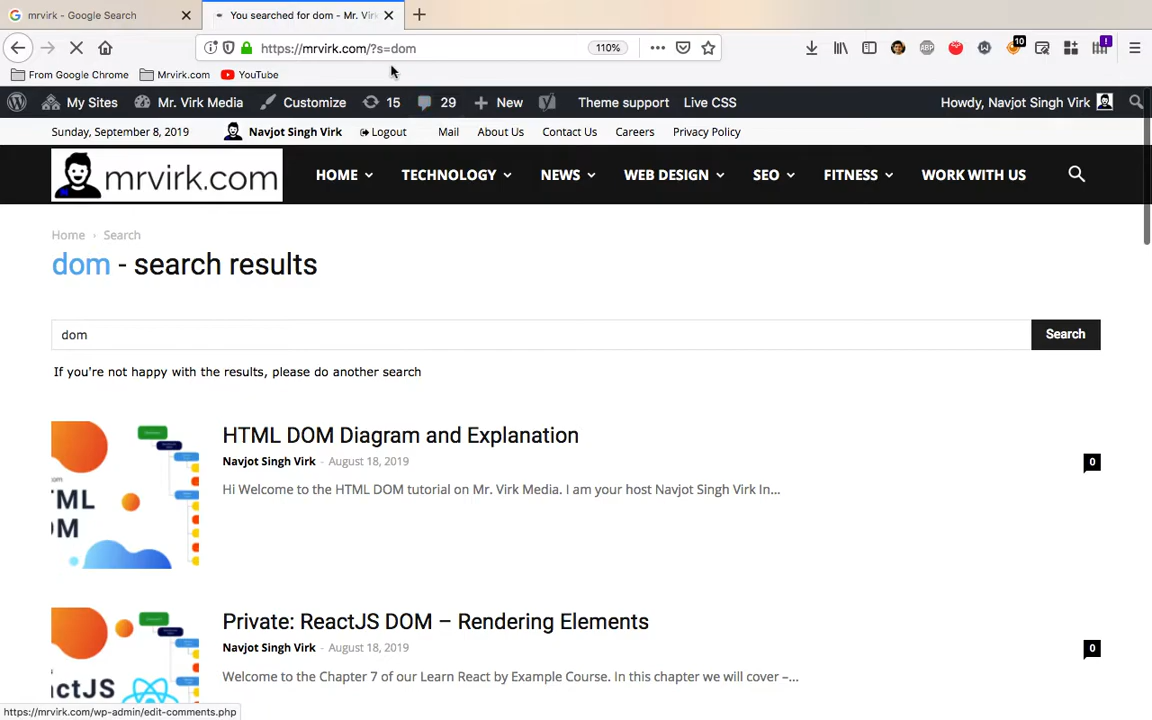 mrvirk - Google Search
You searched for dom - Mr. Virk
https://mrvirk.com/?s=dom
110%
10
From Google Chrome
Mrvirk.com
YouTube
My Sites
Mr. Virk Media
Customize
15
29
New
Theme support
Live CSS
Howdy, Navjot Singh Virk
Sunday, September 8, 2019
Navjot Singh Virk
Logout
Mail
About Us
Contact Us
Careers
Privacy Policy
mrvirk.com
HOME
TECHNOLOGY
NEWS
WEB DESIGN
SEO
FITNESS
WORK WITH US
Home › Search
dom - search results
dom
Search
If you're not happy with the results, please do another search
HTML DOM Diagram and Explanation
Navjot Singh Virk - August 18, 2019
0
Hi Welcome to the HTML DOM tutorial on Mr. Virk Media. I am your host Navjot Singh Virk In...
Private: ReactJS DOM – Rendering Elements
Navjot Singh Virk - August 18, 2019
0
Welcome to the Chapter 7 of our Learn React by Example Course. In this chapter we will cover –...
https://mrvirk.com/wp-admin/edit-comments.php